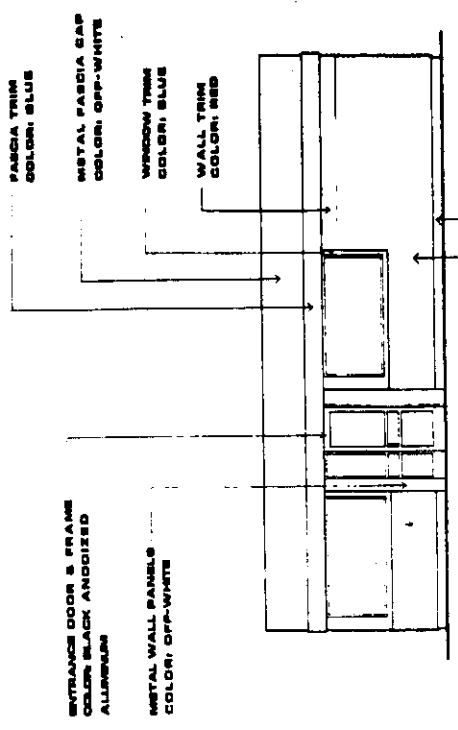 FASCIA TRIM
COLOR: BLUE
METAL FASCIA CAP
COLOR: OFF-WHITE
WINDOW TRIM
COLOR: BLUE
WALL TRIM
COLOR: RED
ENTRANCE DOOR & FRAME
COLOR: BLACK ANODIZED
ALUMINUM
METAL WALL PANELS
COLOR: OFF-WHITE